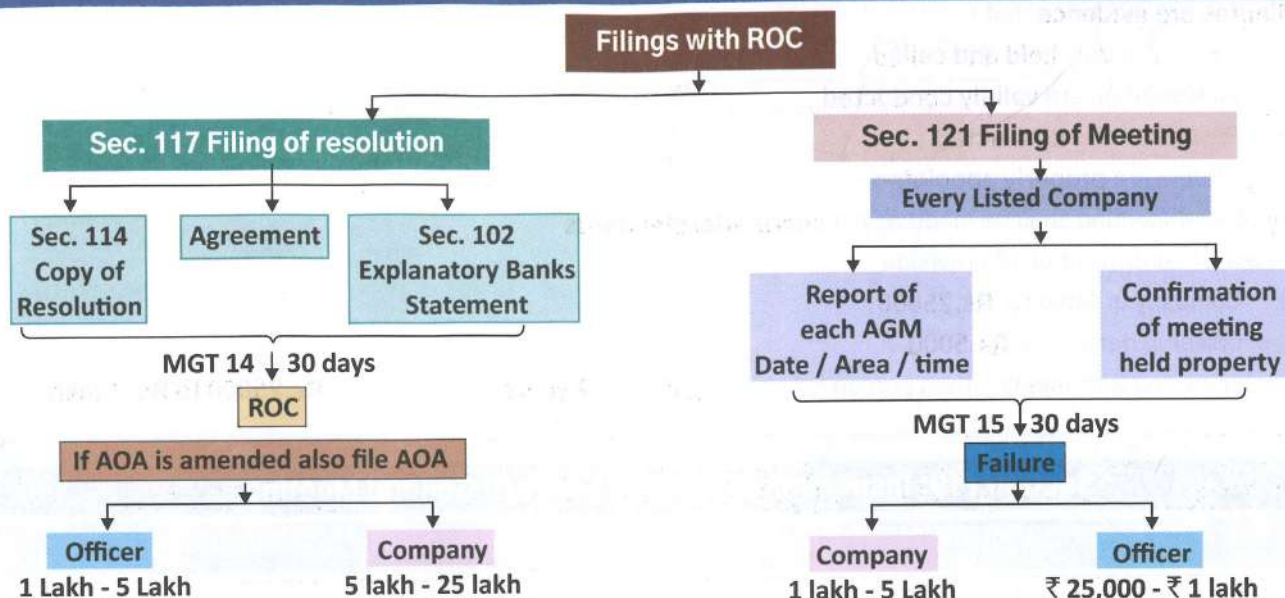 Filings with ROC
Sec. 117 Filing of resolution
Sec. 114
Copy of
Resolution
Agreement
Sec. 102
Explanatory Banks
Statement
MGT 14 30 days
ROC
If AOA is amended also file AOA
Officer
1 Lakh - 5 Lakh
Company
5 lakh - 25 lakh
Sec. 121 Filing of Meeting
Every Listed Company
Report of
each AGM
Date / Area / time
Confirmation
of meeting
held property
MGT 15 30 days
Failure
Company
1 lakh - 5 Lakh
Officer
₹ 25,000 - ₹ 1 lakh